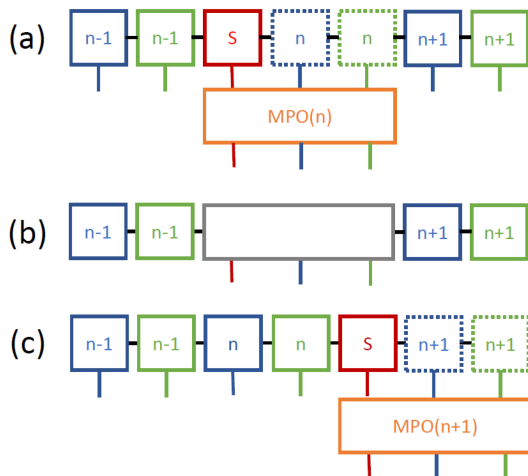 (a) n-1 n-1 S n n n+1 n+1
MPO(n)
(b) n-1 n-1 n+1 n+1
(c) n-1 n-1 n n S n+1 n+1
MPO(n+1)